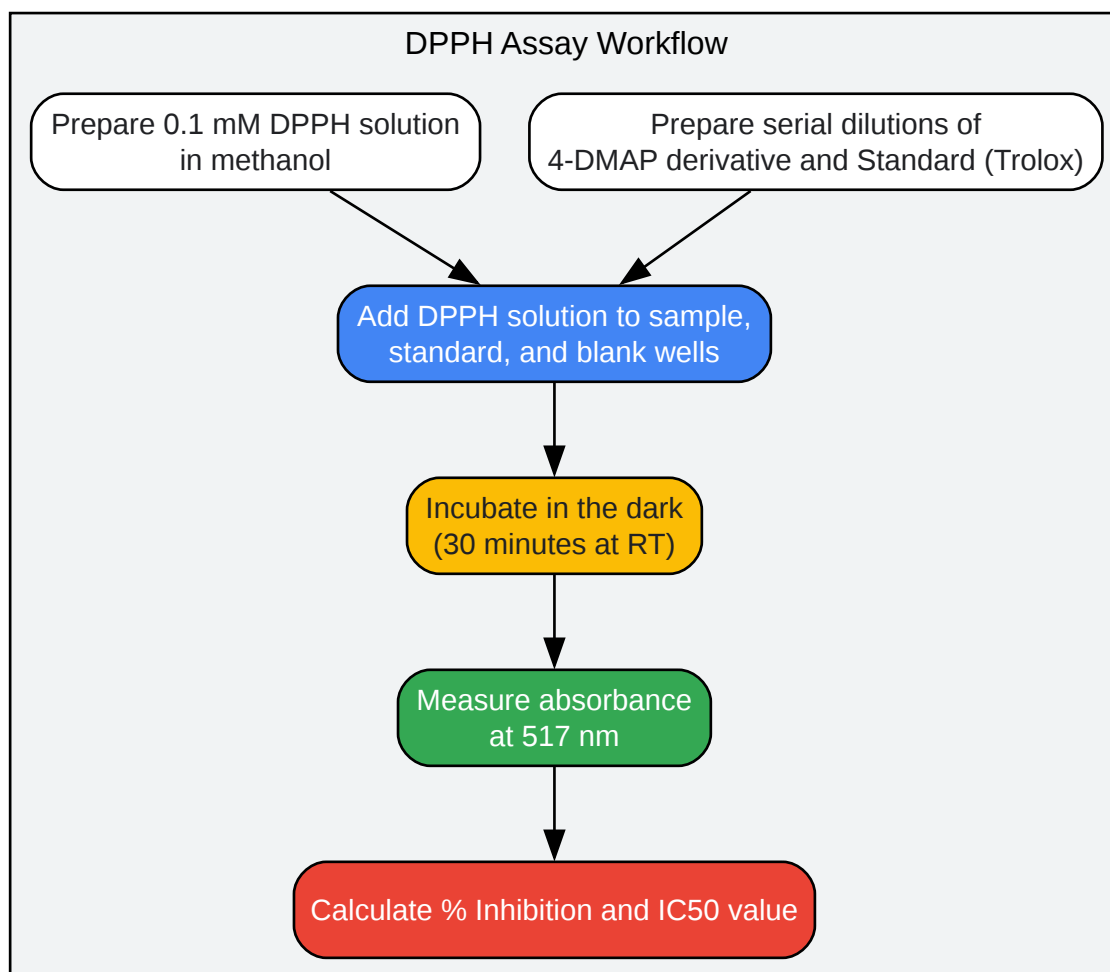 DPPH Assay Workflow
Prepare 0.1 mM DPPH solution
in methanol
Prepare serial dilutions of
4-DMAP derivative and Standard (Trolox)
Add DPPH solution to sample,
standard, and blank wells
Incubate in the dark
(30 minutes at RT)
Measure absorbance
at 517 nm
Calculate % Inhibition and IC50 value